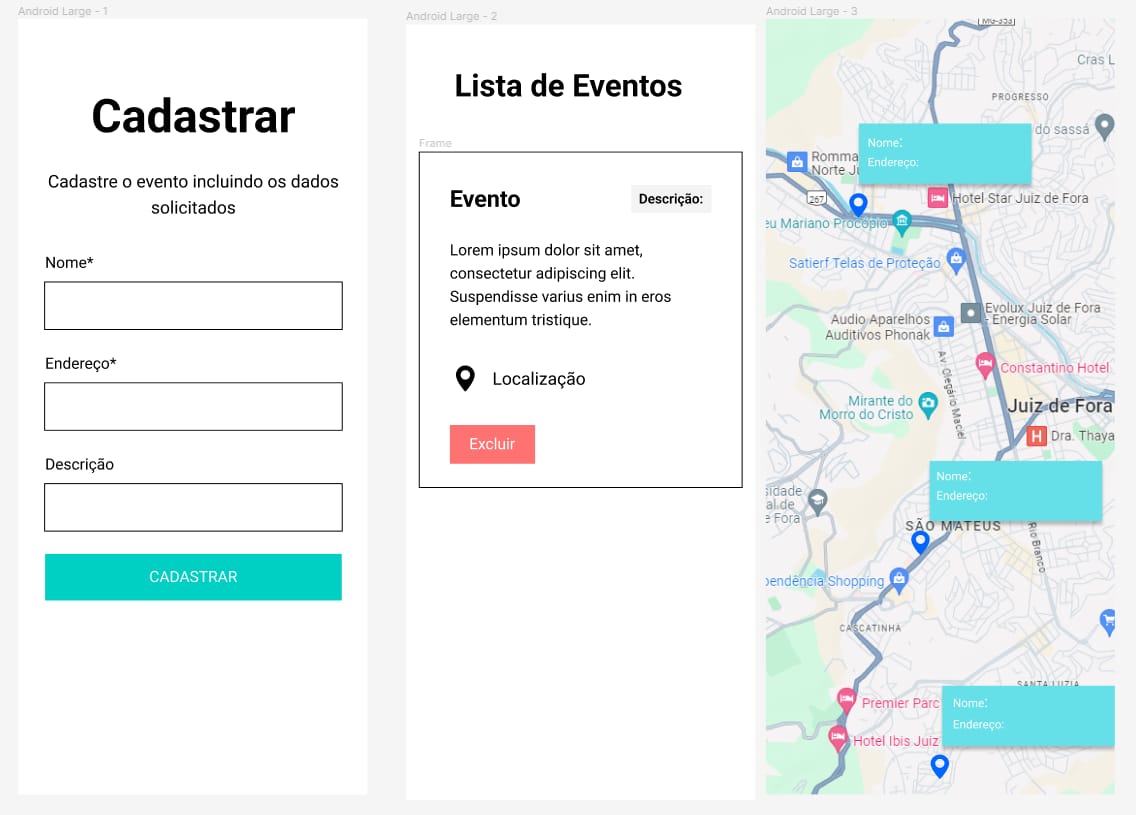 Android Large - 1
Cadastrar
Cadastre o evento incluindo os dados
solicitados
Nome*
Endereço*
Descrição
CADASTRAR
Android Large - 2
Lista de Eventos
Frame
Evento
Descrição:
Lorem ipsum dolor sit amet,
consectetur adipiscing elit.
Suspendisse varius enim in eros
elementum tristique.
Localização
Excluir
Android Large - 3
MG-353
Cras L
PROGRESSO
do sassá
Nome:
Endereço:
Romma
Norte Ju
267
Hotel Star Juiz de Fora
eu Mariano Procópio
Satierf Telas de Proteção
Evolux Juiz de Fora
- Energia Solar
Audio Aparelhos
Auditivos Phonak
Av. Olegário Maciel
Constantino Hotel
Mirante do
Morro do Cristo
Juiz de Fora
H
Dra. Thaya
Nome:
Endereço:
sidade
al de
e Fora
SÃO MATEUS
Rio Branco
pendência Shopping
CASCATINHA
SANTA LUZIA
Premier Parc
Nome:
Endereço:
Hotel Ibis Juiz